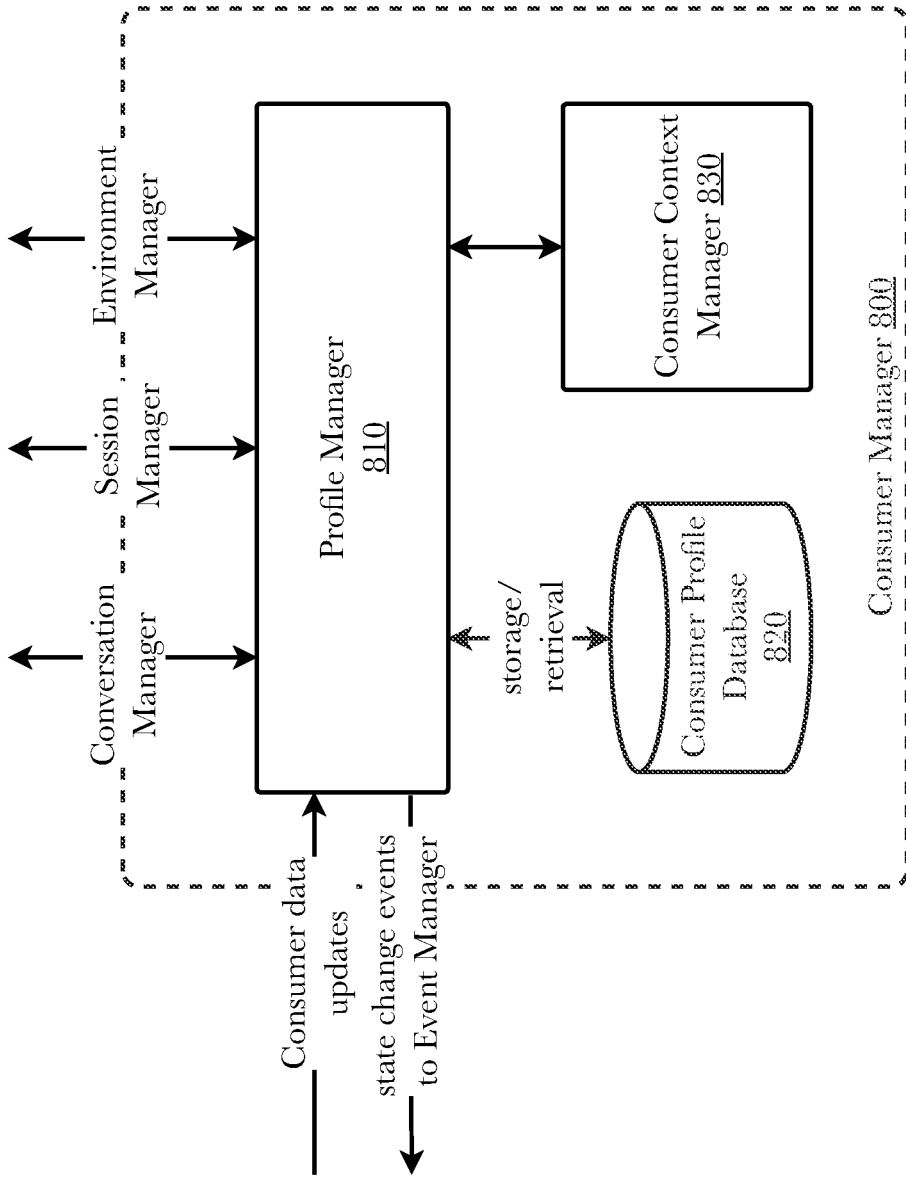 Conversation
Manager
Session
Manager
Environment
Manager
Consumer data
updates
state change events
to Event Manager
Profile Manager
810
storage/
retrieval
Consumer Profile
Database
820
Consumer Context
Manager 830
Consumer Manager 800